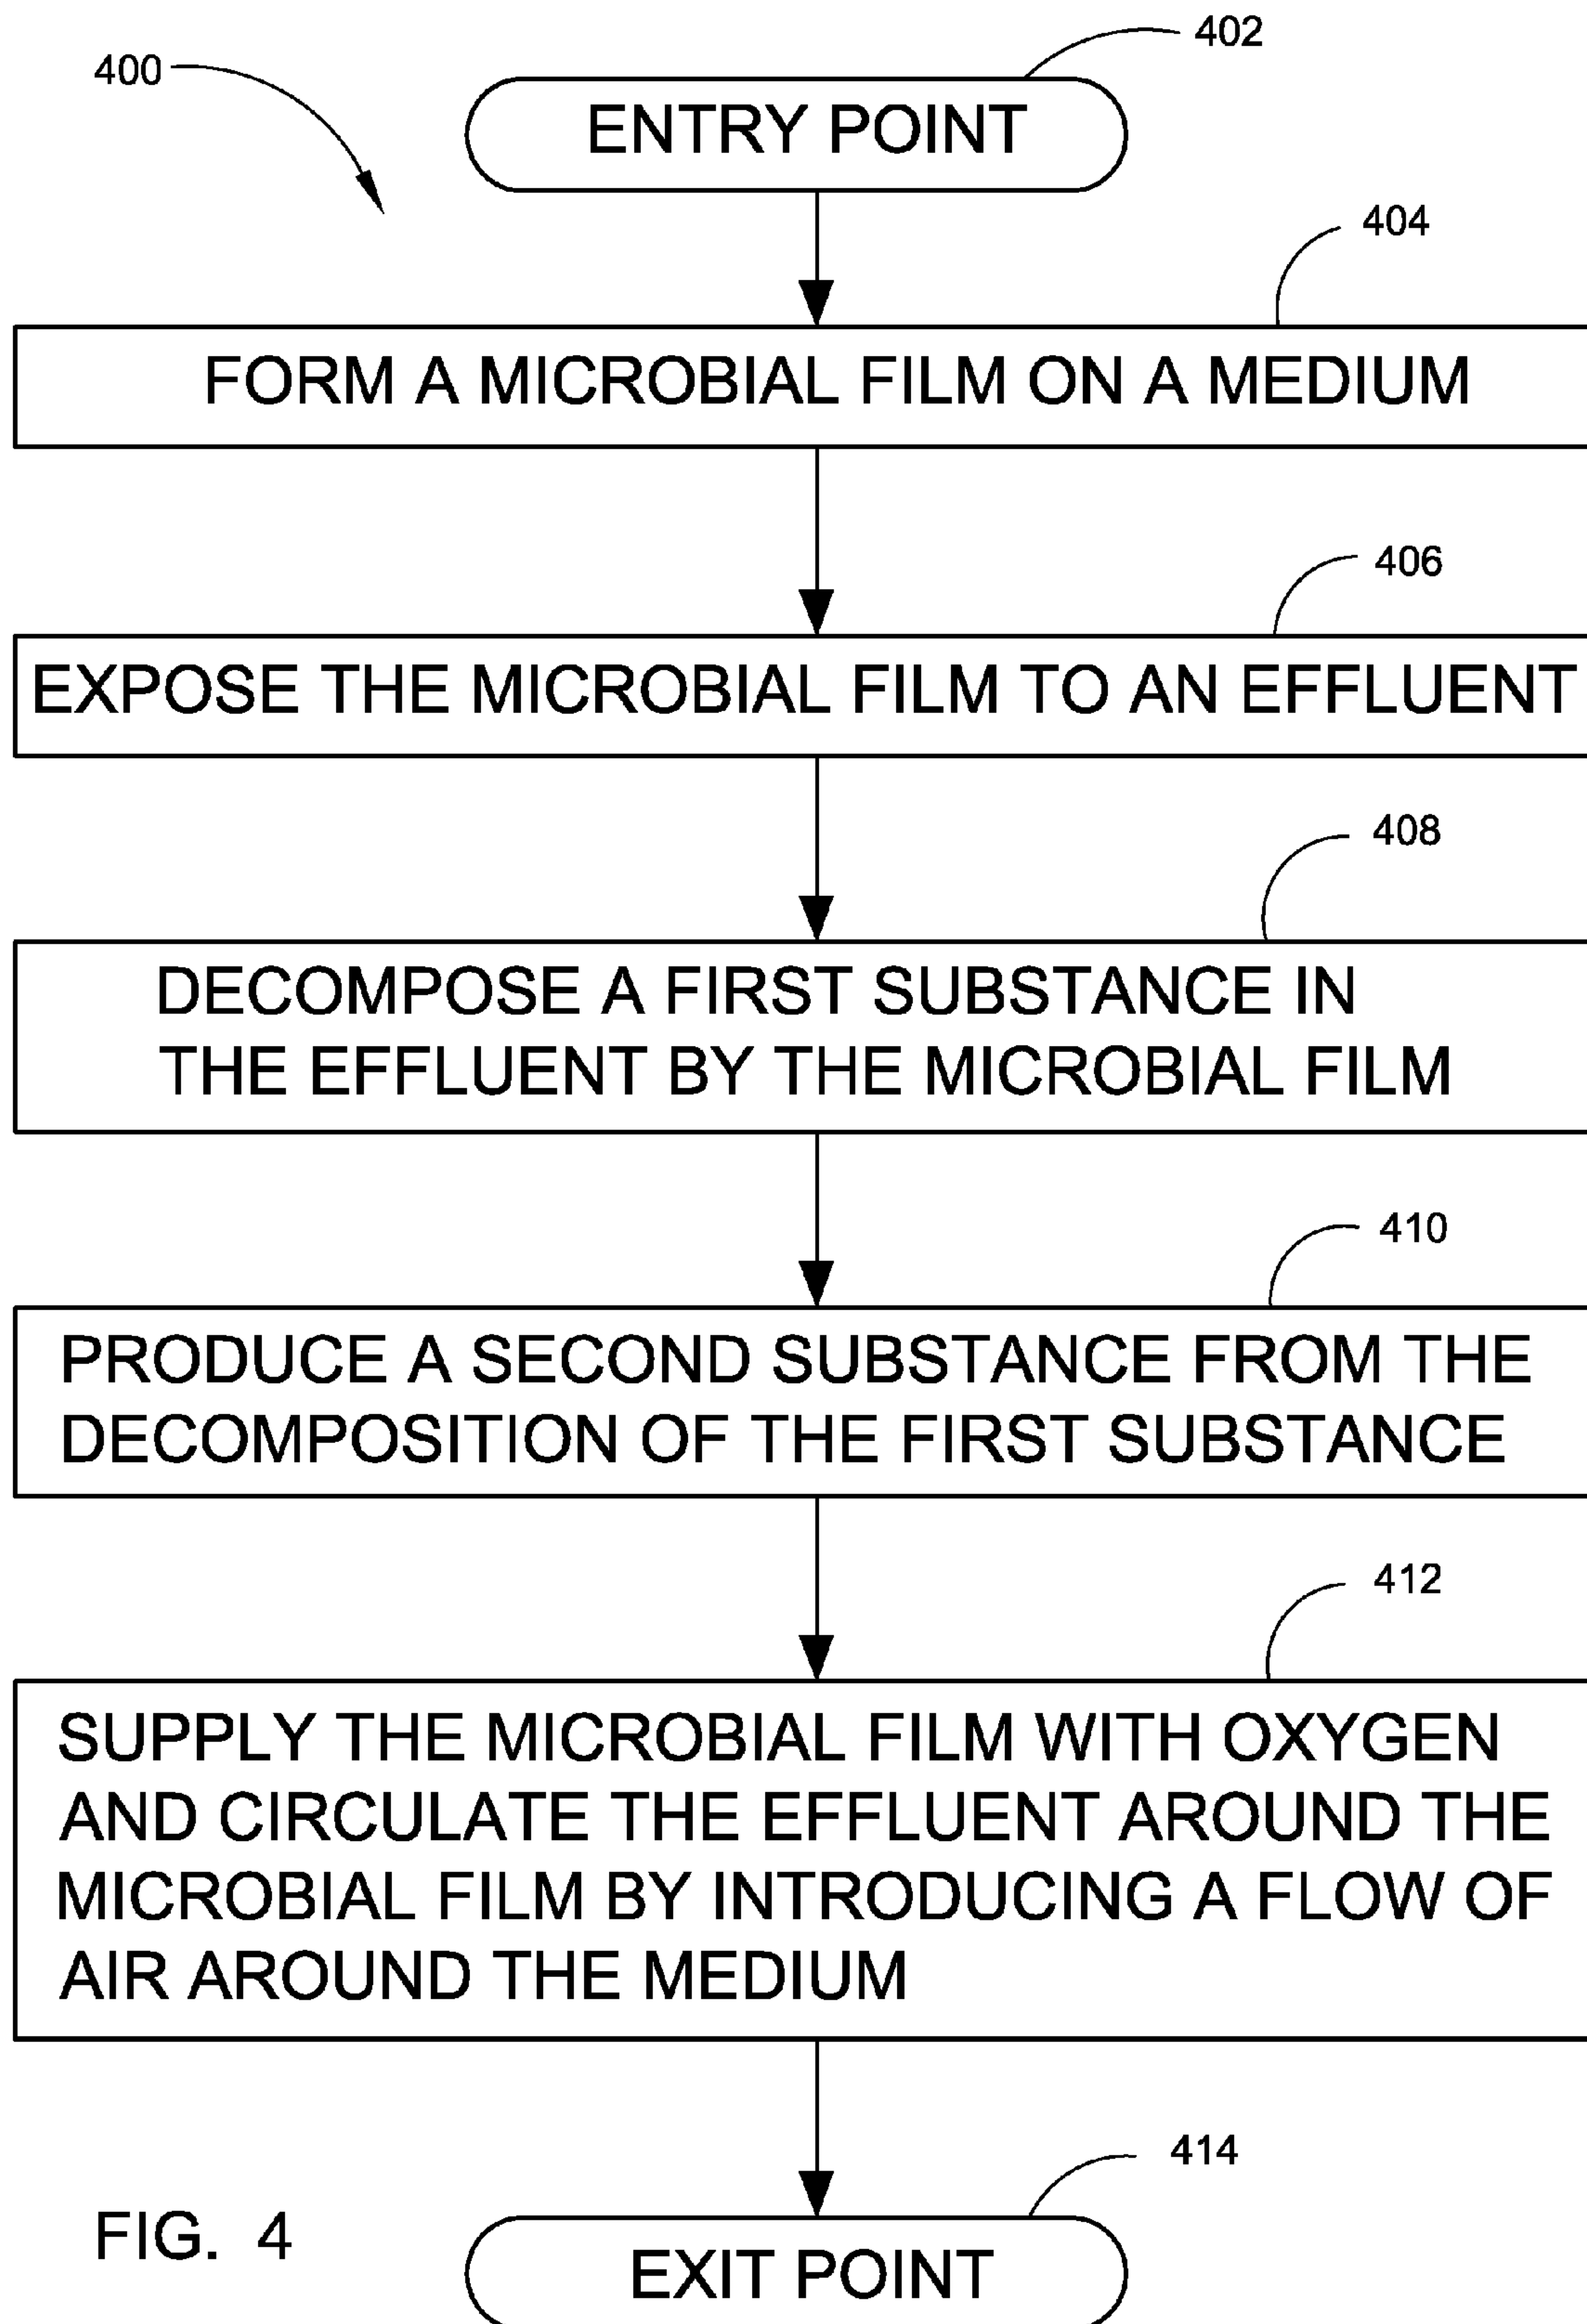 402
400
ENTRY POINT
404
FORM A MICROBIAL FILM ON A MEDIUM
406
EXPOSE THE MICROBIAL FILM TO AN EFFLUENT
408
DECOMPOSE A FIRST SUBSTANCE IN
THE EFFLUENT BY THE MICROBIAL FILM
410
PRODUCE A SECOND SUBSTANCE FROM THE
DECOMPOSITION OF THE FIRST SUBSTANCE
412
SUPPLY THE MICROBIAL FILM WITH OXYGEN
AND CIRCULATE THE EFFLUENT AROUND THE
MICROBIAL FILM BY INTRODUCING A FLOW OF
AIR AROUND THE MEDIUM
414
FIG. 4
EXIT POINT